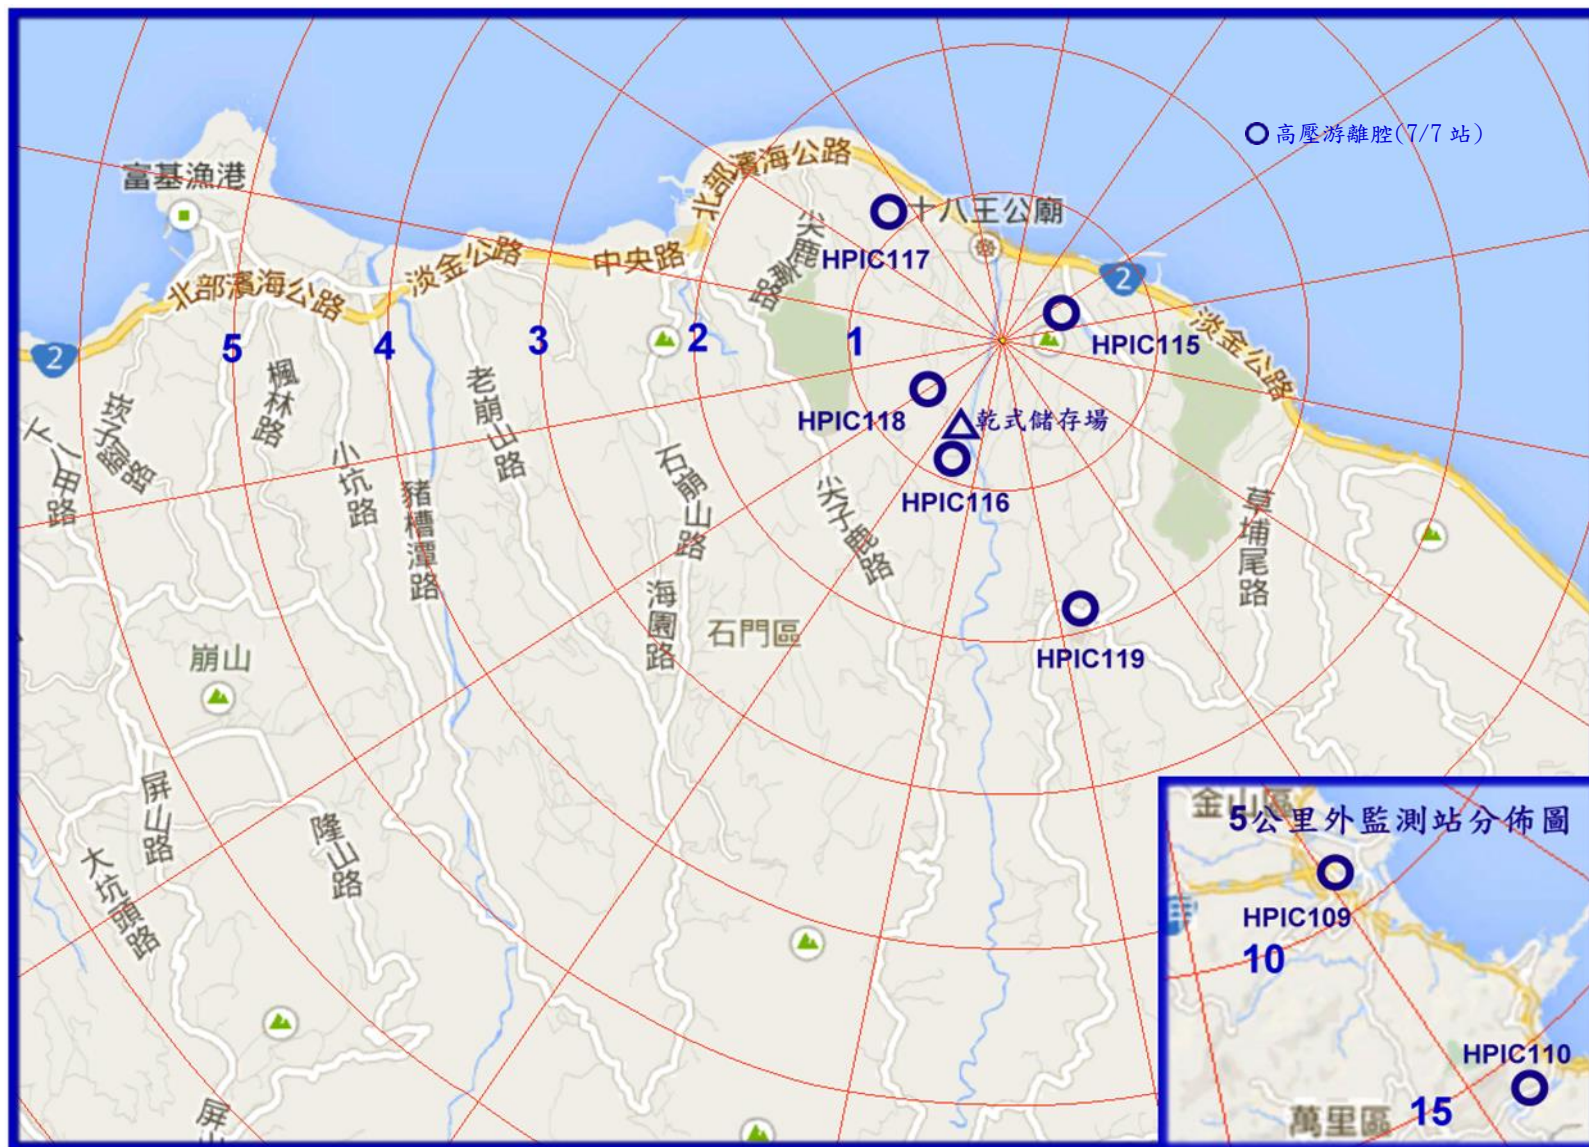 高壓游離腔(7/7 站)
富基漁港
北部濱海公路
十八王公廟
HPIC117
尖鹿產業路
淡金公路
中央路
北部濱海公路
2
淡金公路
2
5
4
3
2
1
HPIC115
HPIC118
乾式儲存場
HPIC116
下八甲路
崁子腳路
楓林路
小坑路
豬槽潭路
老崩山路
石崩山路
尖子鹿路
草埔尾路
海園路
石門區
HPIC119
崩山
屏山路
大坑頭路
隆山路
屏山
金山區
5公里外監測站分佈圖
HPIC109
10
HPIC110
萬里區
15